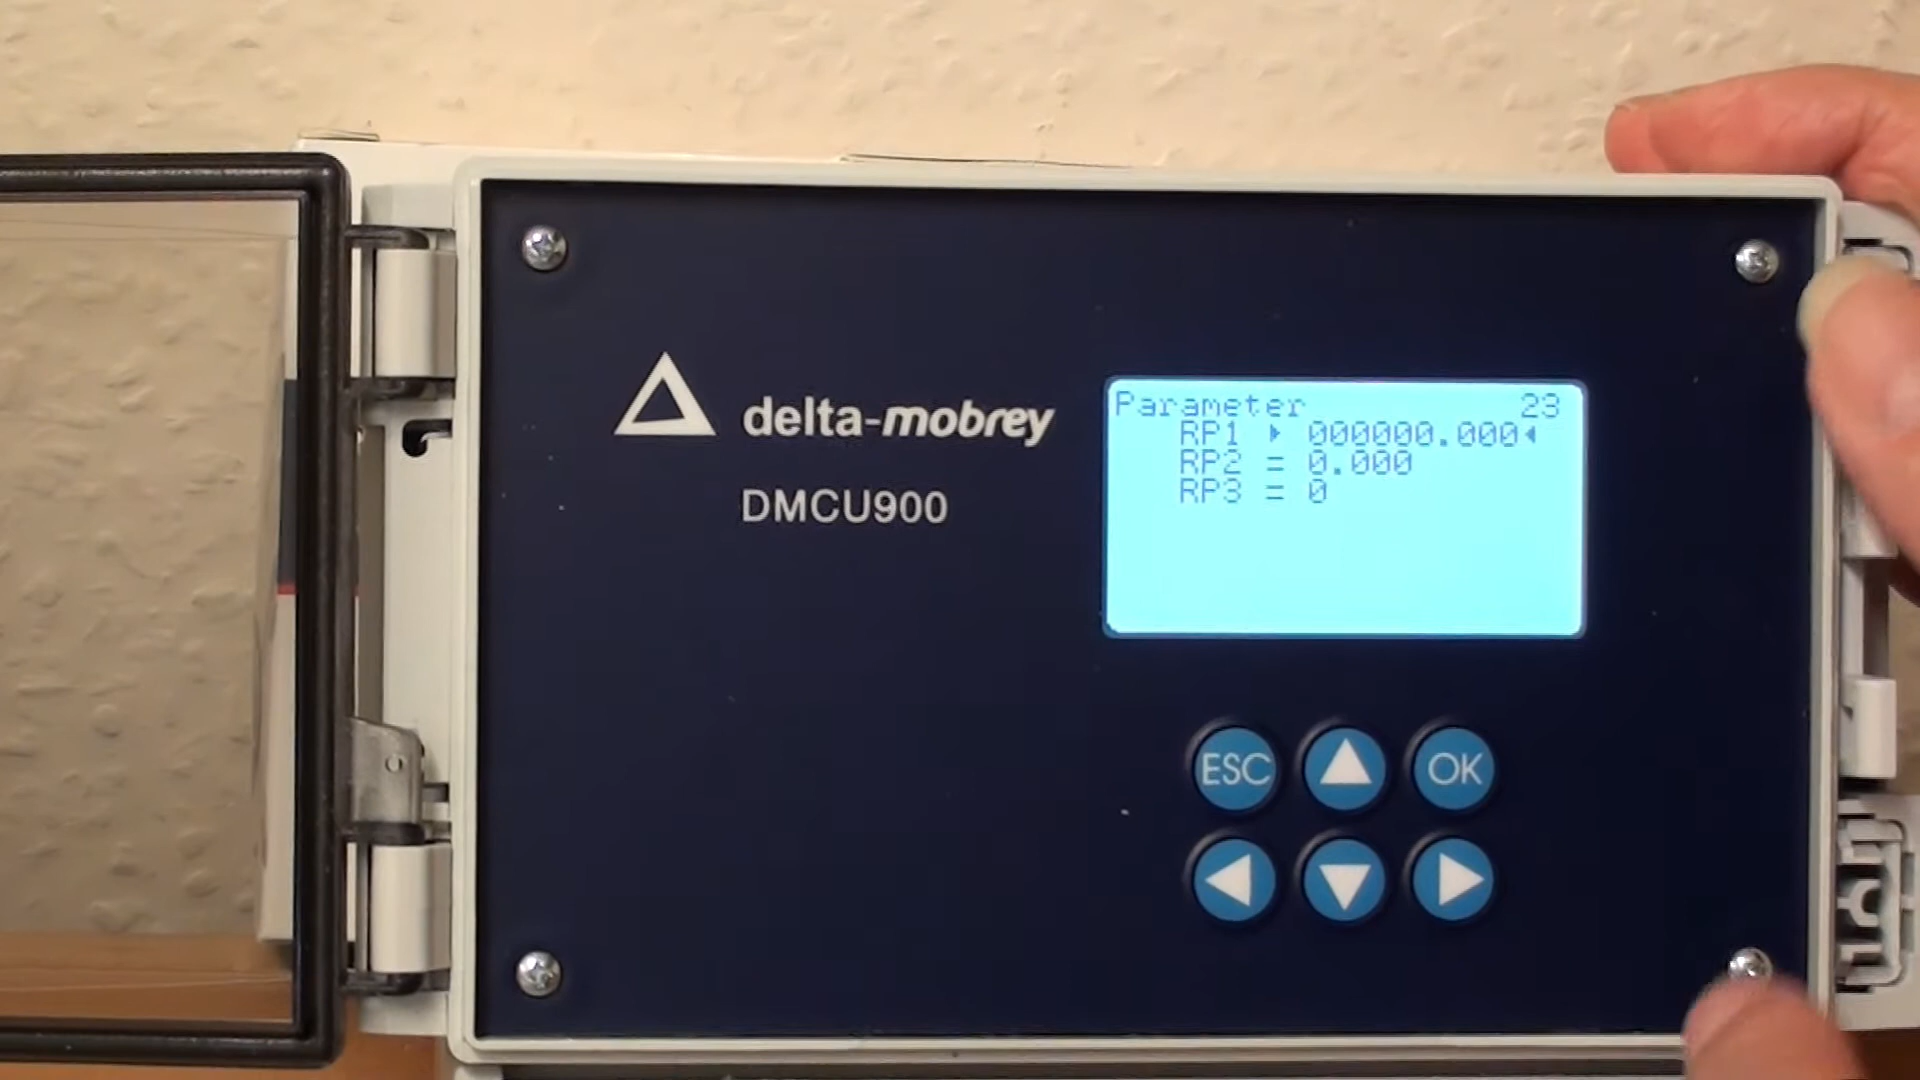 delta-mobrey
DMCU900
Parameter 23
RP1 ▸ 000000.000◂
RP2 = 0.000
RP3 = 0
ESC
OK